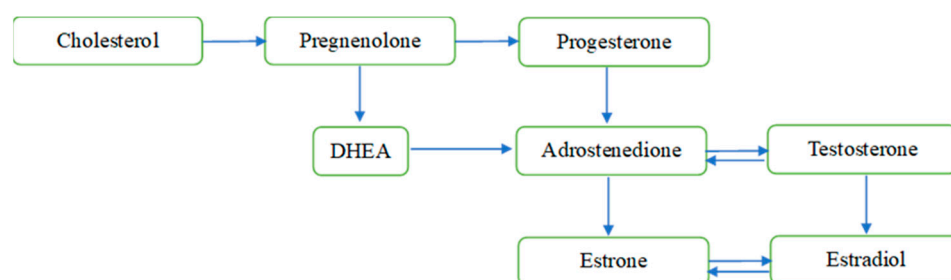 Cholesterol
Pregnenolone
Progesterone
DHEA
Adrostenedione
Testosterone
Estrone
Estradiol